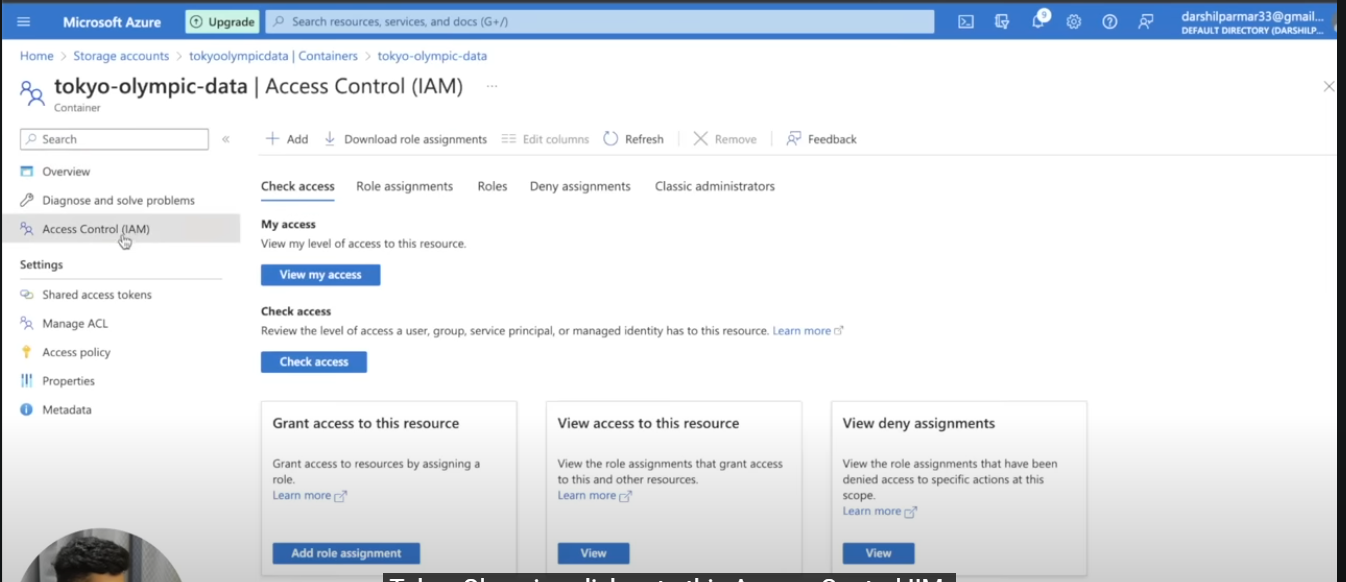 Microsoft Azure
Upgrade
Search resources, services, and docs (G+/)
9
darshilparmar33@gmail...
DEFAULT DIRECTORY (DARSHILP...
Home > Storage accounts > tokyoolympicdata | Containers > tokyo-olympic-data
tokyo-olympic-data | Access Control (IAM) ...
Container
Search
«
Add
Download role assignments
Edit columns
Refresh
Remove
Feedback
Overview
Diagnose and solve problems
Access Control (IAM)
Settings
Shared access tokens
Manage ACL
Access policy
Properties
Metadata
Check access
Role assignments
Roles
Deny assignments
Classic administrators
My access
View my level of access to this resource.
View my access
Check access
Review the level of access a user, group, service principal, or managed identity has to this resource. Learn more
Check access
Grant access to this resource
Grant access to resources by assigning a
role.
Learn more
Add role assignment
View access to this resource
View the role assignments that grant access
to this and other resources.
Learn more
View
View deny assignments
View the role assignments that have been
denied access to specific actions at this
scope.
Learn more
View